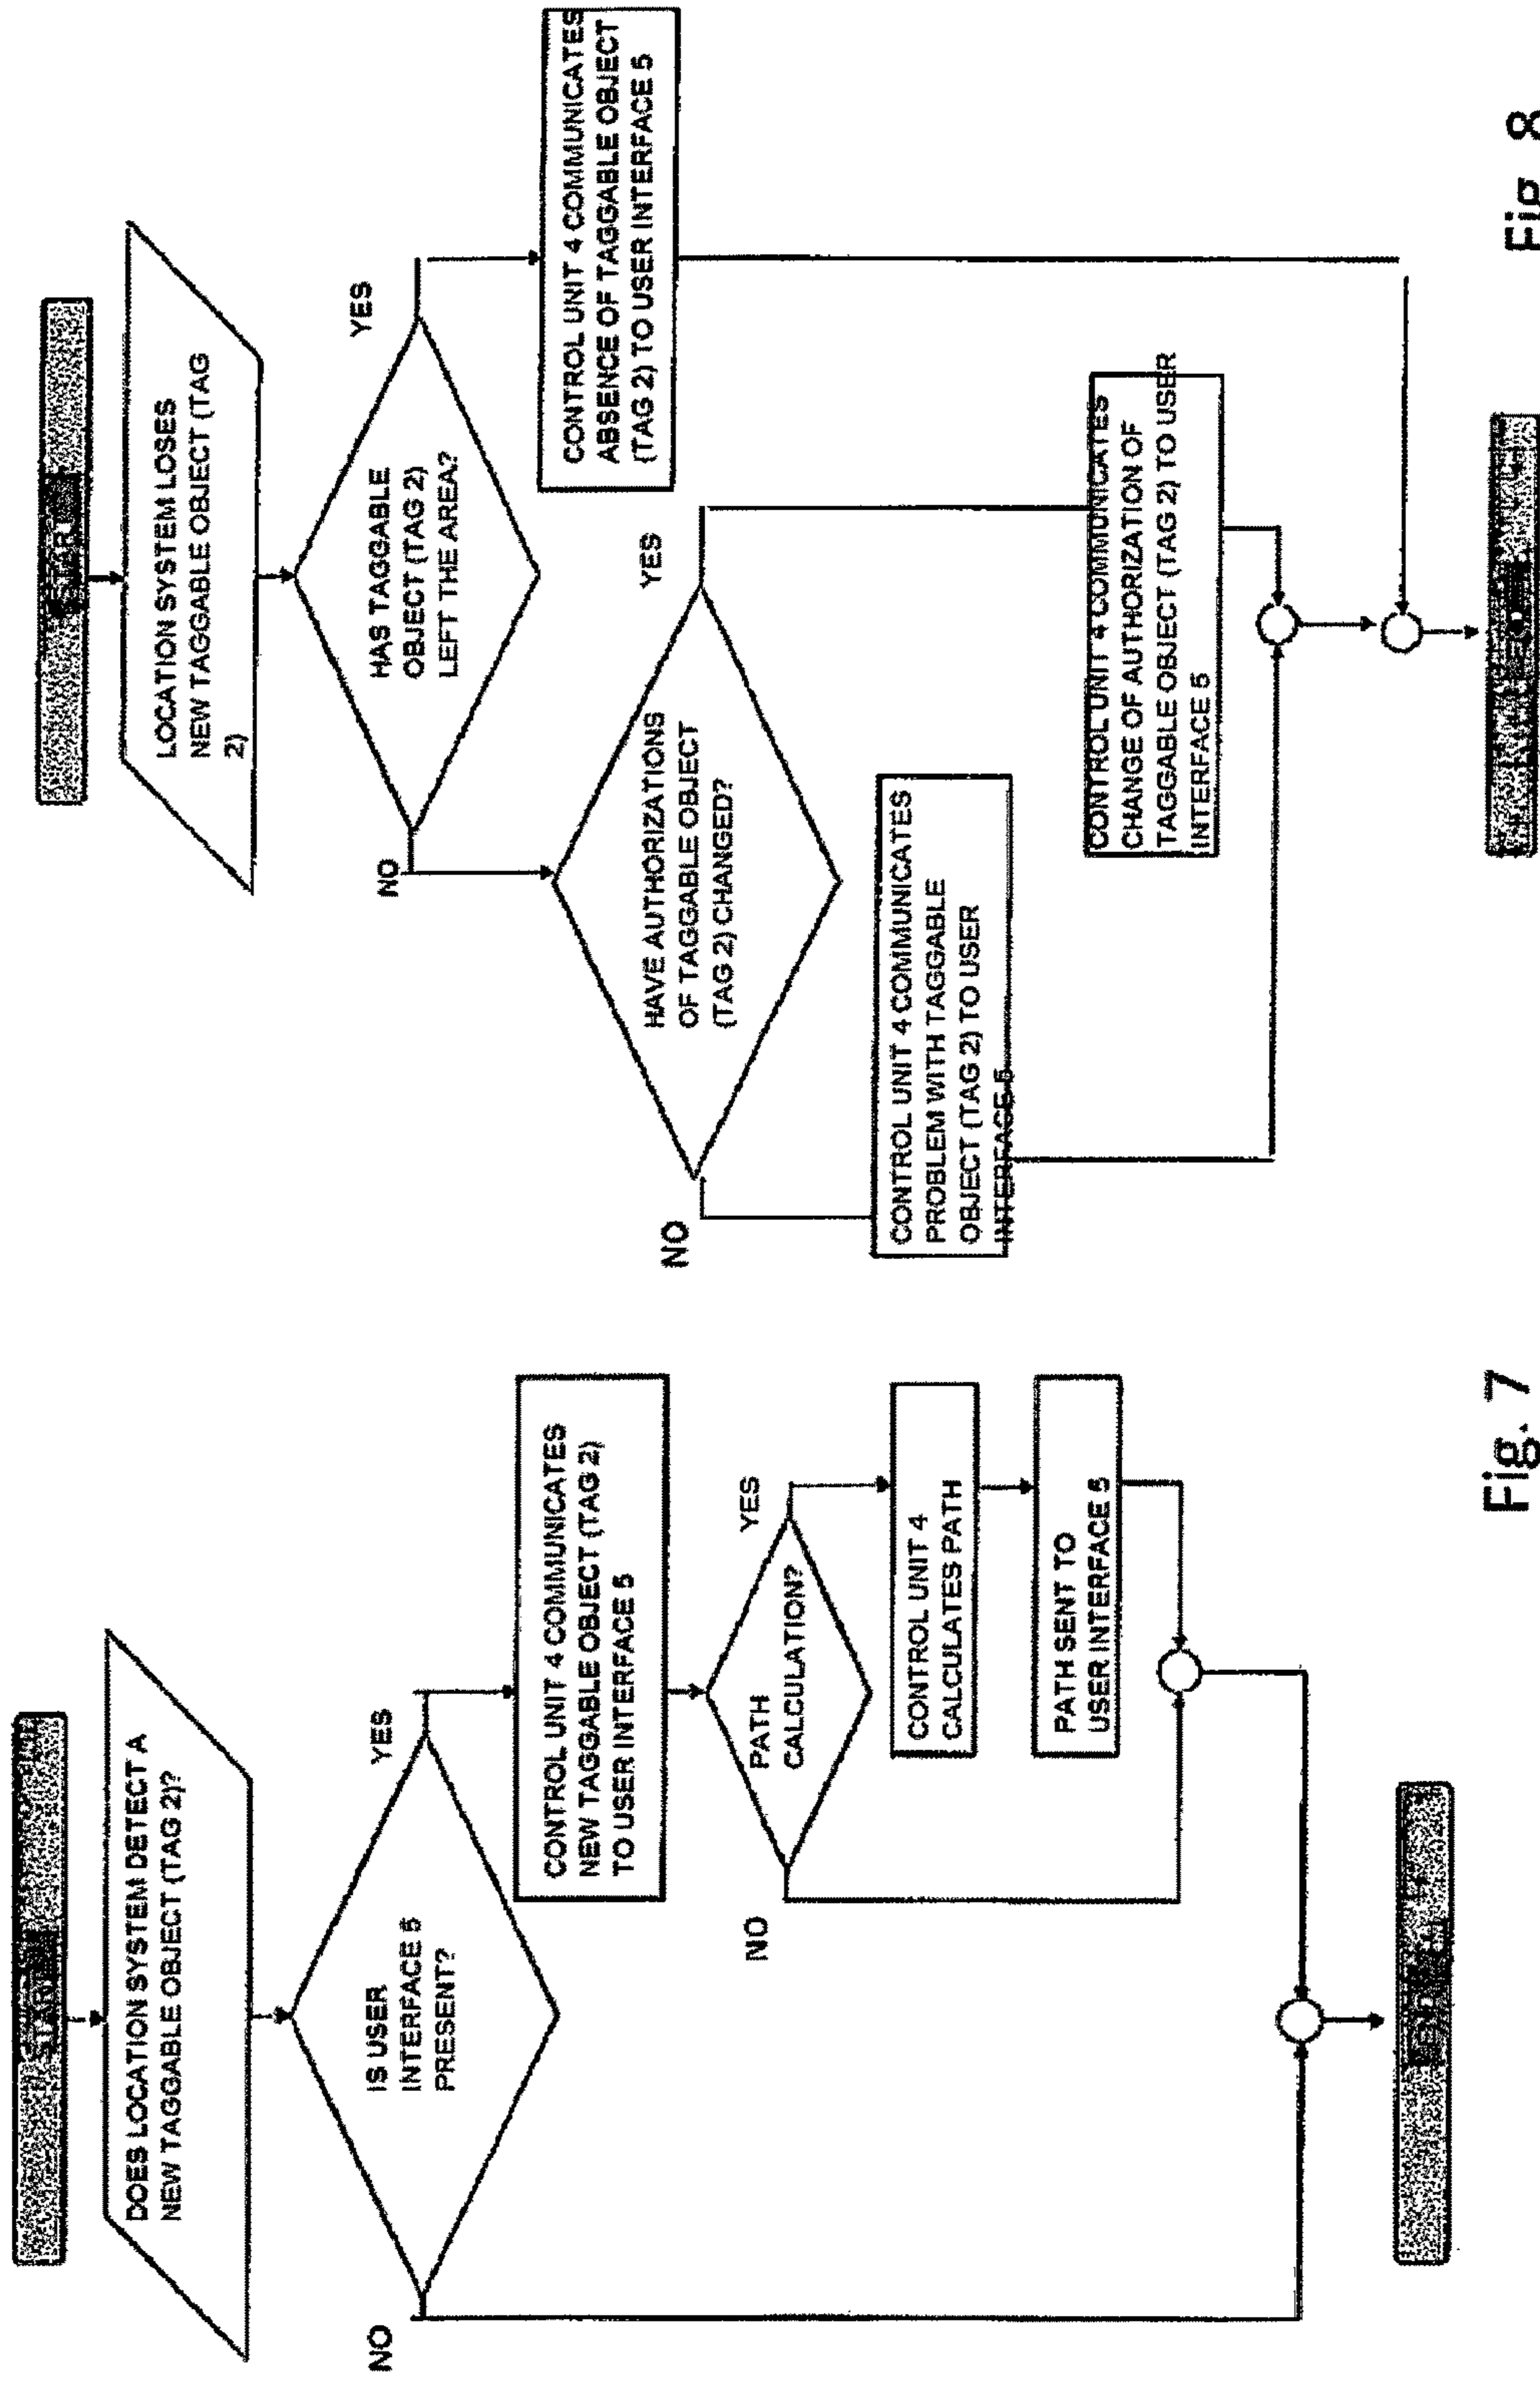 START
DOES LOCATION SYSTEM DETECT A
NEW TAGGABLE OBJECT (TAG 2)?
IS USER
INTERFACE 5
PRESENT?
YES
NO
CONTROL UNIT 4 COMMUNICATES
NEW TAGGABLE OBJECT (TAG 2)
TO USER INTERFACE 5
PATH
CALCULATION?
YES
NO
CONTROL UNIT 4
CALCULATES PATH
PATH SENT TO
USER INTERFACE 5
END
Fig. 7
START
LOCATION SYSTEM LOSES
NEW TAGGABLE OBJECT (TAG
2)
HAS TAGGABLE
OBJECT (TAG 2)
LEFT THE AREA?
YES
NO
CONTROL UNIT 4 COMMUNICATES
ABSENCE OF TAGGABLE OBJECT
(TAG 2) TO USER INTERFACE 5
HAVE AUTHORIZATIONS
OF TAGGABLE OBJECT
(TAG 2) CHANGED?
YES
NO
CONTROL UNIT 4 COMMUNICATES
PROBLEM WITH TAGGABLE
OBJECT (TAG 2) TO USER
INTERFACE 5
CONTROL UNIT 4 COMMUNICATES
CHANGE OF AUTHORIZATION OF
TAGGABLE OBJECT (TAG 2) TO USER
INTERFACE 5
Fig. 8